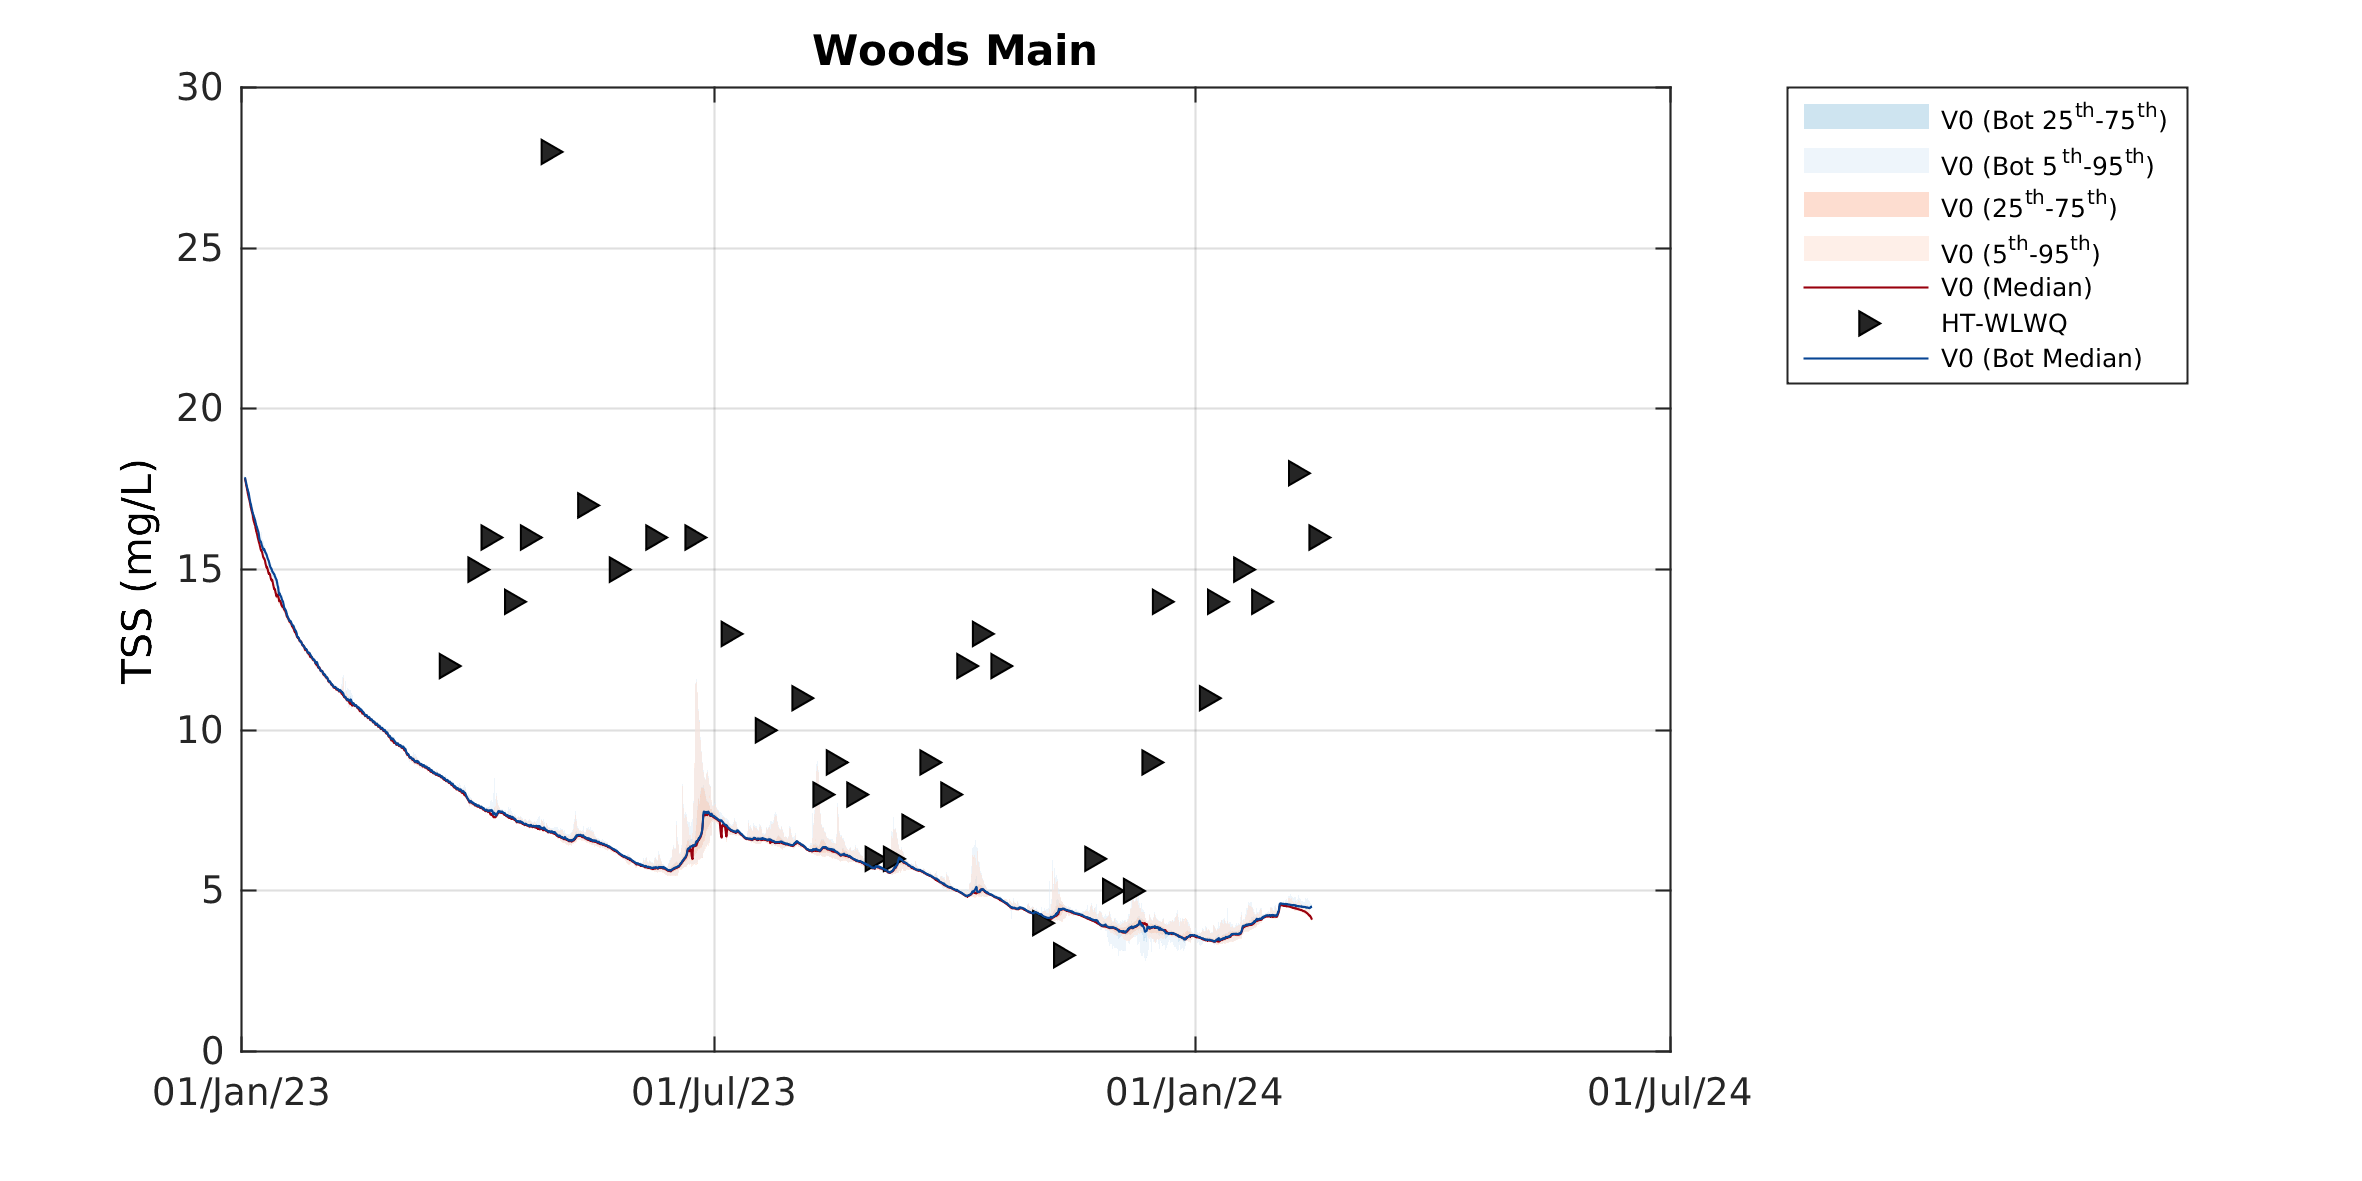 Woods Main
30
25
20
15
10
5
0
TSS (mg/L)
01/Jan/23
01/Jul/23
01/Jan/24
01/Jul/24
V0 (Bot 25th-75th)
V0 (Bot 5th-95th)
V0 (25th-75th)
V0 (5th-95th)
V0 (Median)
HT-WLWQ
V0 (Bot Median)